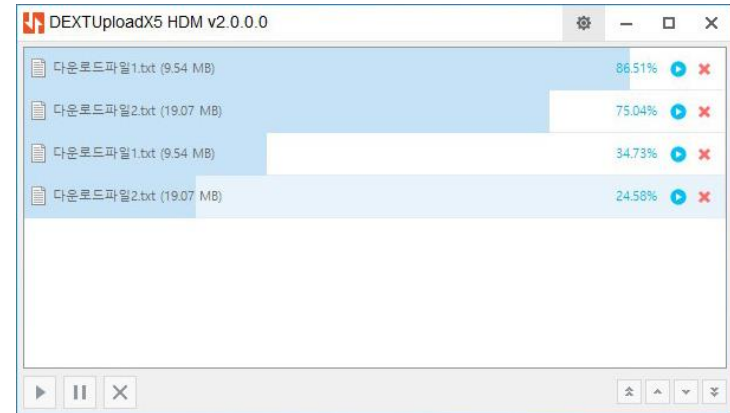 DEXTUploadX5 HDM v2.0.0.0
다운로드파일1.txt (9.54 MB) 86.51%
다운로드파일2.txt (19.07 MB) 75.04%
다운로드파일1.txt (9.54 MB) 34.73%
다운로드파일2.txt (19.07 MB) 24.58%